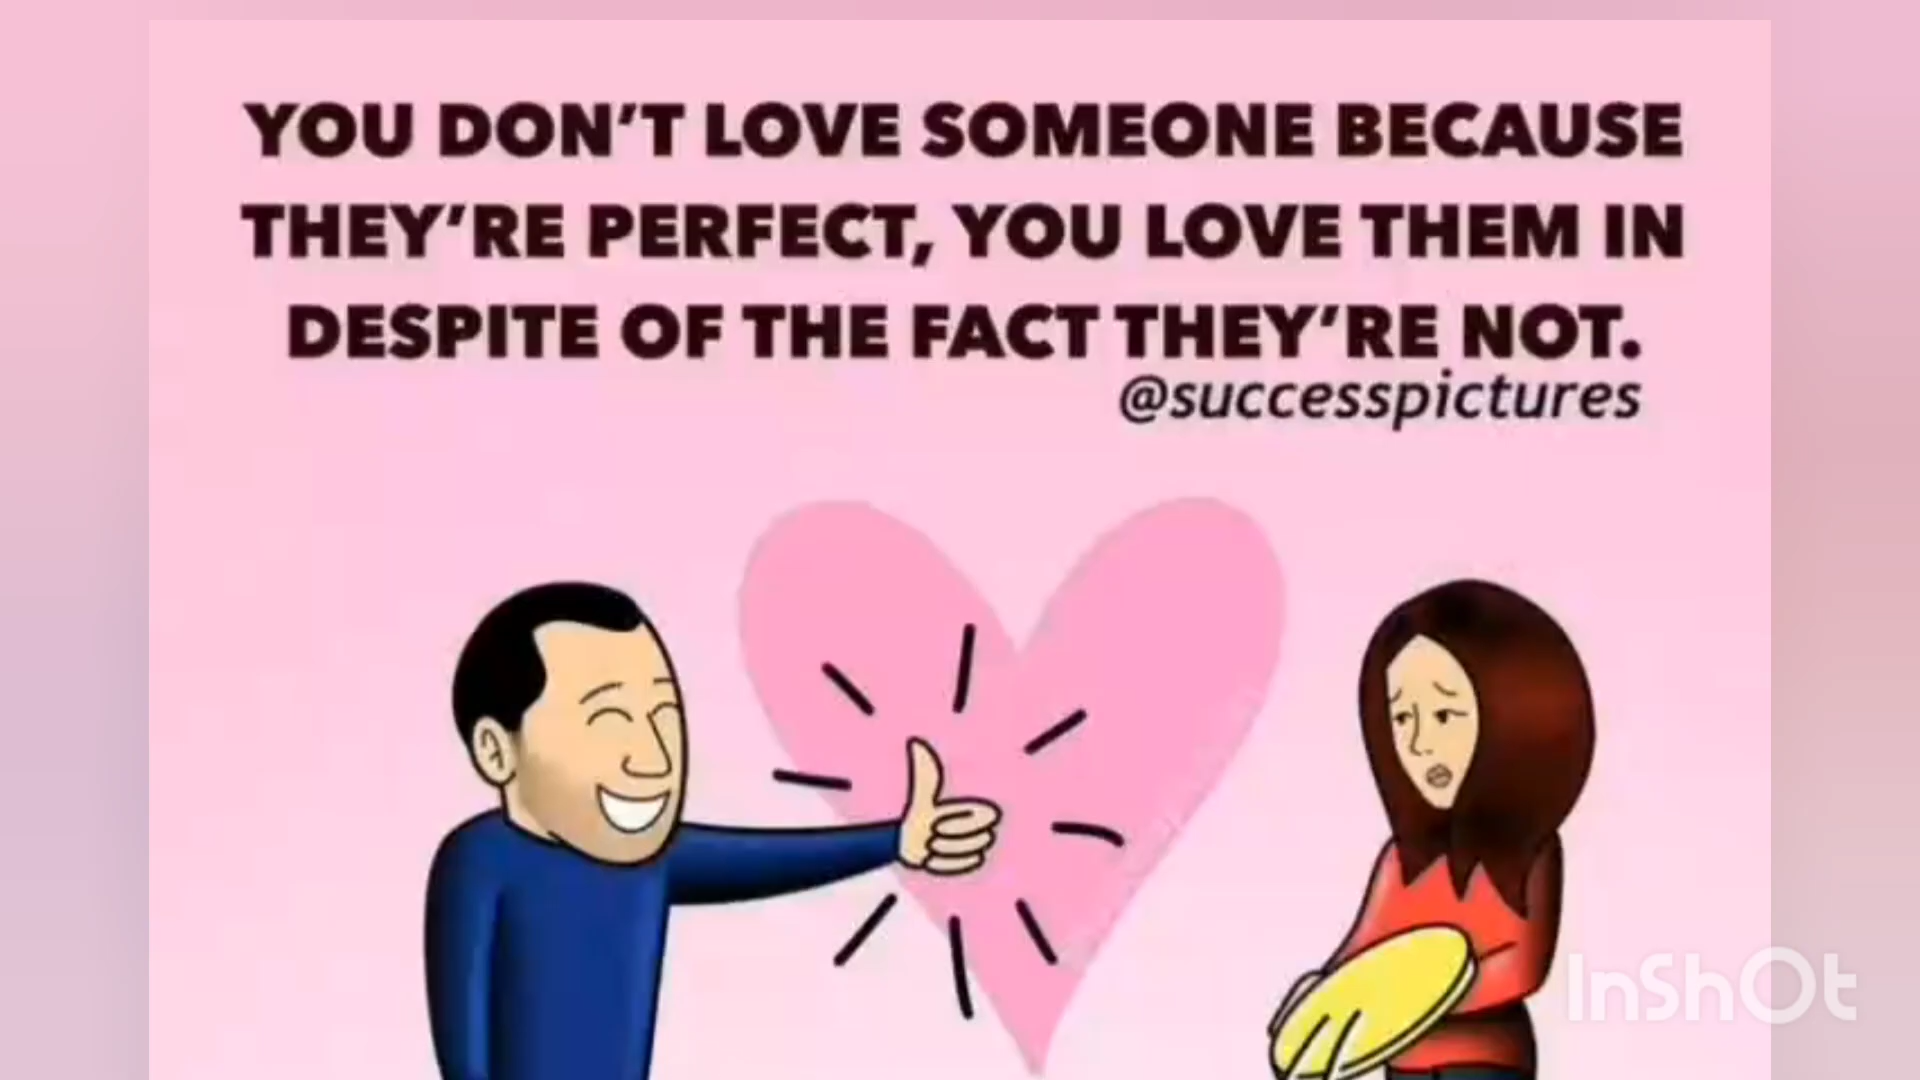 YOU DON'T LOVE SOMEONE BECAUSE
THEY'RE PERFECT, YOU LOVE THEM IN
DESPITE OF THE FACT THEY'RE NOT.
@successpictures
InShOt